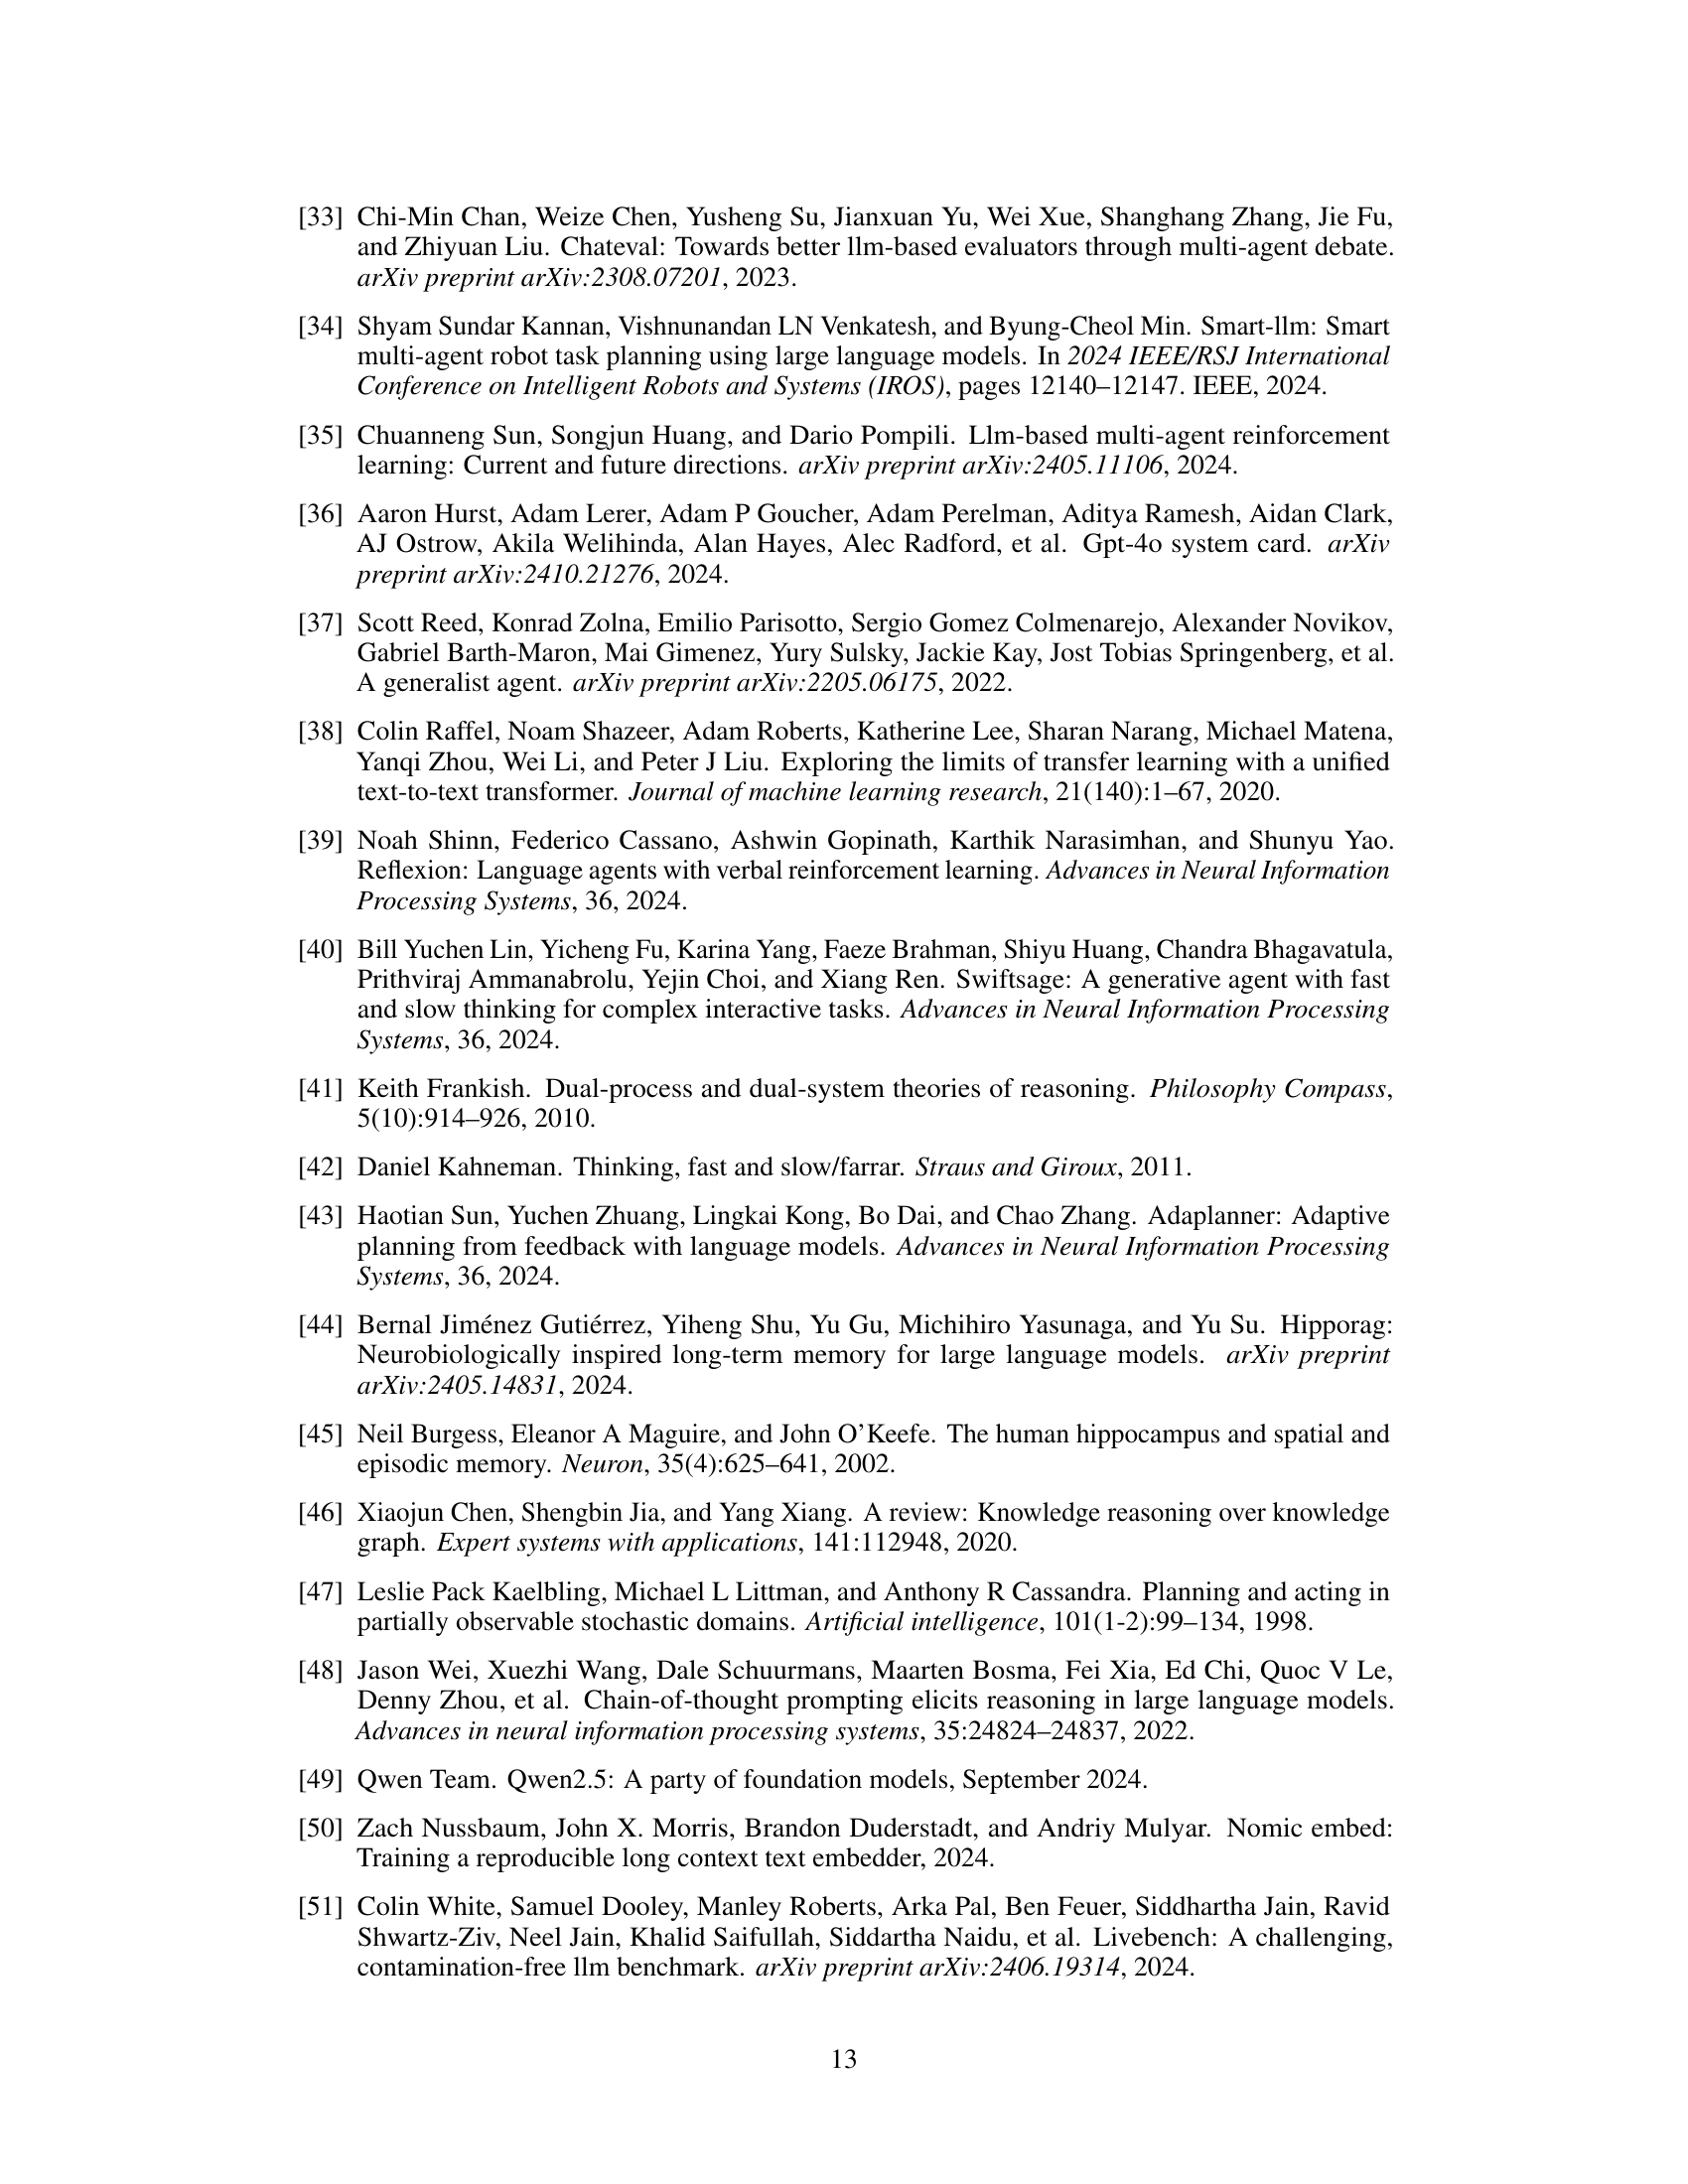 [33] Chi-Min Chan, Weize Chen, Yusheng Su, Jianxuan Yu, Wei Xue, Shanghang Zhang, Jie Fu,
and Zhiyuan Liu. Chateval: Towards better llm-based evaluators through multi-agent debate.
arXiv preprint arXiv:2308.07201, 2023.
[34] Shyam Sundar Kannan, Vishnunandan LN Venkatesh, and Byung-Cheol Min. Smart-llm: Smart
multi-agent robot task planning using large language models. In 2024 IEEE/RSJ International
Conference on Intelligent Robots and Systems (IROS), pages 12140–12147. IEEE, 2024.
[35] Chuanneng Sun, Songjun Huang, and Dario Pompili. Llm-based multi-agent reinforcement
learning: Current and future directions. arXiv preprint arXiv:2405.11106, 2024.
[36] Aaron Hurst, Adam Lerer, Adam P Goucher, Adam Perelman, Aditya Ramesh, Aidan Clark,
AJ Ostrow, Akila Welihinda, Alan Hayes, Alec Radford, et al. Gpt-4o system card. arXiv
preprint arXiv:2410.21276, 2024.
[37] Scott Reed, Konrad Zolna, Emilio Parisotto, Sergio Gomez Colmenarejo, Alexander Novikov,
Gabriel Barth-Maron, Mai Gimenez, Yury Sulsky, Jackie Kay, Jost Tobias Springenberg, et al.
A generalist agent. arXiv preprint arXiv:2205.06175, 2022.
[38] Colin Raffel, Noam Shazeer, Adam Roberts, Katherine Lee, Sharan Narang, Michael Matena,
Yanqi Zhou, Wei Li, and Peter J Liu. Exploring the limits of transfer learning with a unified
text-to-text transformer. Journal of machine learning research, 21(140):1–67, 2020.
[39] Noah Shinn, Federico Cassano, Ashwin Gopinath, Karthik Narasimhan, and Shunyu Yao.
Reflexion: Language agents with verbal reinforcement learning. Advances in Neural Information
Processing Systems, 36, 2024.
[40] Bill Yuchen Lin, Yicheng Fu, Karina Yang, Faeze Brahman, Shiyu Huang, Chandra Bhagavatula,
Prithviraj Ammanabrolu, Yejin Choi, and Xiang Ren. Swiftsage: A generative agent with fast
and slow thinking for complex interactive tasks. Advances in Neural Information Processing
Systems, 36, 2024.
[41] Keith Frankish. Dual-process and dual-system theories of reasoning. Philosophy Compass,
5(10):914–926, 2010.
[42] Daniel Kahneman. Thinking, fast and slow/farrar. Straus and Giroux, 2011.
[43] Haotian Sun, Yuchen Zhuang, Lingkai Kong, Bo Dai, and Chao Zhang. Adaplanner: Adaptive
planning from feedback with language models. Advances in Neural Information Processing
Systems, 36, 2024.
[44] Bernal Jiménez Gutiérrez, Yiheng Shu, Yu Gu, Michihiro Yasunaga, and Yu Su. Hipporag:
Neurobiologically inspired long-term memory for large language models. arXiv preprint
arXiv:2405.14831, 2024.
[45] Neil Burgess, Eleanor A Maguire, and John O’Keefe. The human hippocampus and spatial and
episodic memory. Neuron, 35(4):625–641, 2002.
[46] Xiaojun Chen, Shengbin Jia, and Yang Xiang. A review: Knowledge reasoning over knowledge
graph. Expert systems with applications, 141:112948, 2020.
[47] Leslie Pack Kaelbling, Michael L Littman, and Anthony R Cassandra. Planning and acting in
partially observable stochastic domains. Artificial intelligence, 101(1-2):99–134, 1998.
[48] Jason Wei, Xuezhi Wang, Dale Schuurmans, Maarten Bosma, Fei Xia, Ed Chi, Quoc V Le,
Denny Zhou, et al. Chain-of-thought prompting elicits reasoning in large language models.
Advances in neural information processing systems, 35:24824–24837, 2022.
[49] Qwen Team. Qwen2.5: A party of foundation models, September 2024.
[50] Zach Nussbaum, John X. Morris, Brandon Duderstadt, and Andriy Mulyar. Nomic embed:
Training a reproducible long context text embedder, 2024.
[51] Colin White, Samuel Dooley, Manley Roberts, Arka Pal, Ben Feuer, Siddhartha Jain, Ravid
Shwartz-Ziv, Neel Jain, Khalid Saifullah, Siddartha Naidu, et al. Livebench: A challenging,
contamination-free llm benchmark. arXiv preprint arXiv:2406.19314, 2024.
13